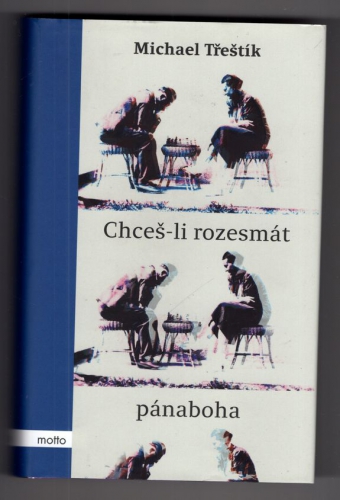 Michael Třeštík
Chceš-li rozesmát
pánaboha
motto